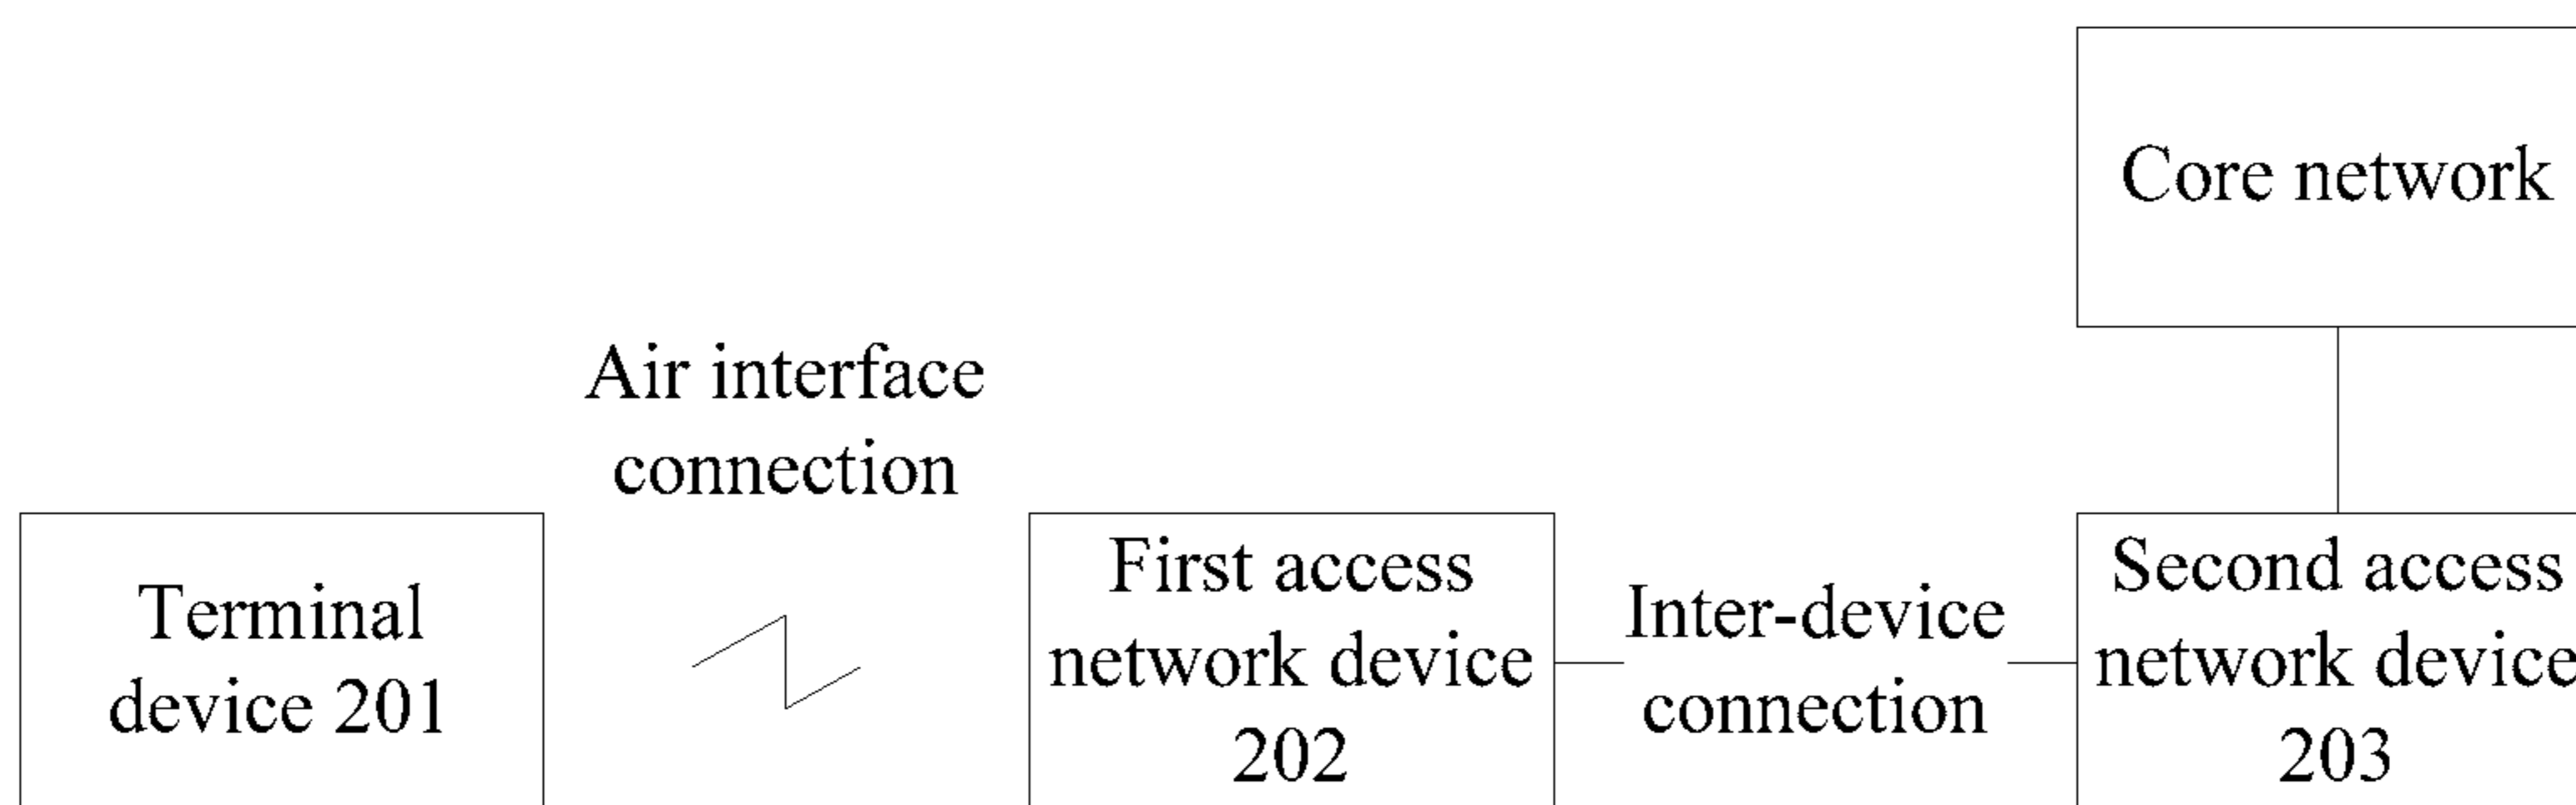 Core network
Air interface
connection
Terminal
device 201
First access
network device
202
Inter-device
connection
Second access
network device
203